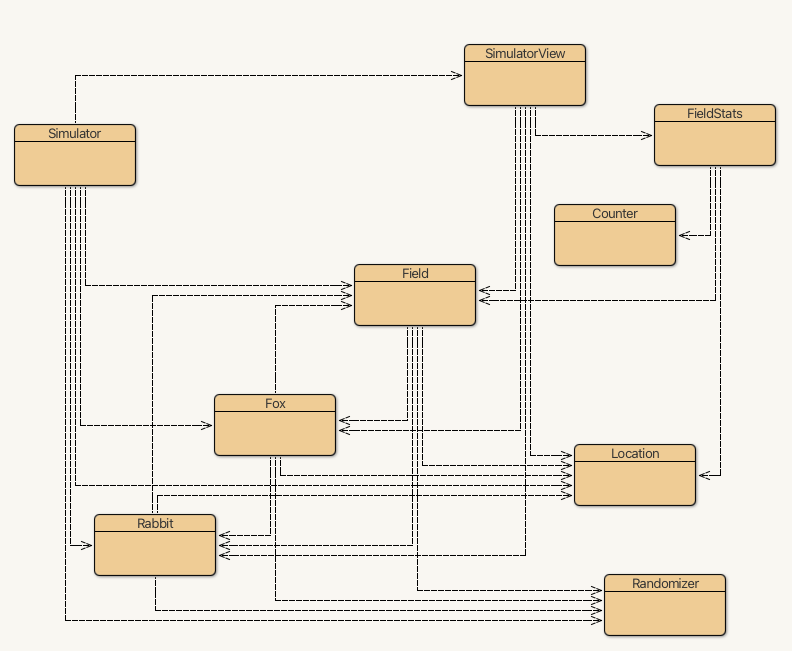 SimulatorView
FieldStats
Simulator
Counter
Field
Fox
Location
Rabbit
Randomizer